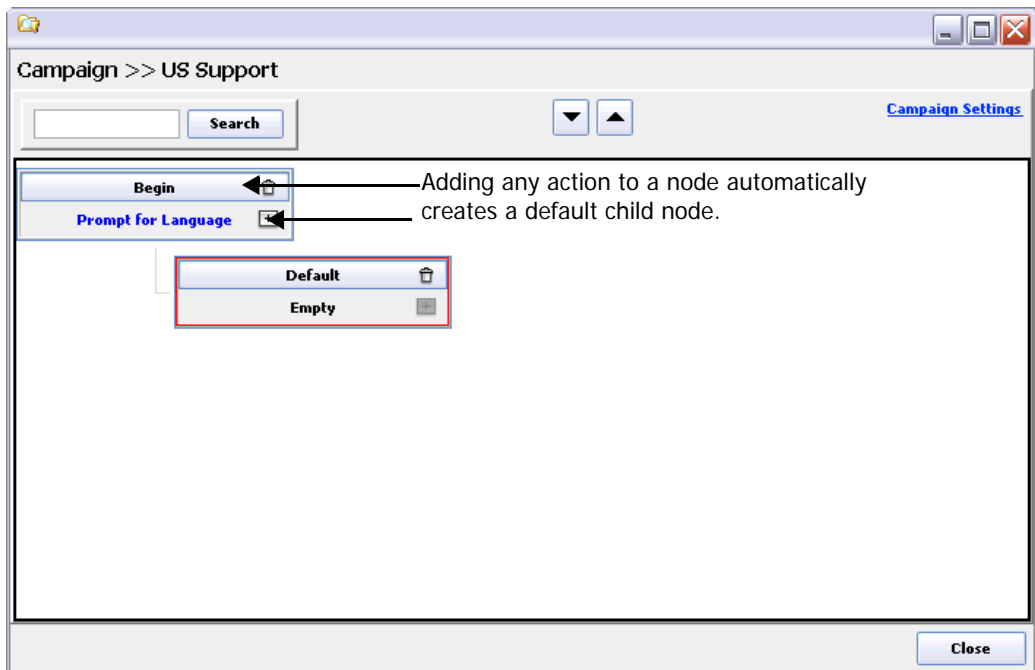 Campaign >> US Support
Search
Campaign Settings
Begin
Prompt for Language
Adding any action to a node automatically
creates a default child node.
Default
Empty
Close